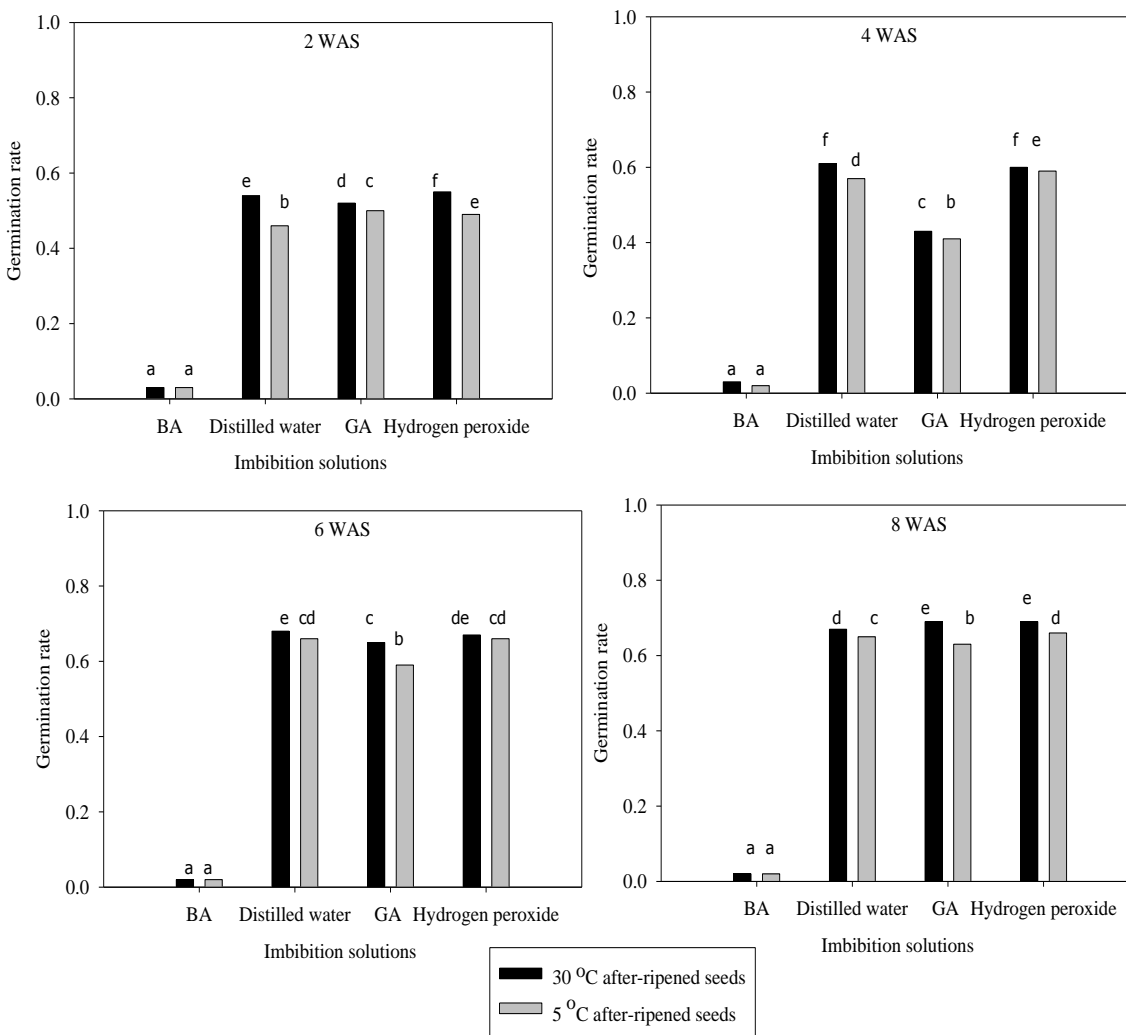 2 WAS
1.0
0.8
0.6
0.4
0.2
0.0
Germination rate
e b d c f e
a a
BA Distilled water GA Hydrogen peroxide
Imbibition solutions
4 WAS
1.0
0.8
0.6
0.4
0.2
0.0
Germination rate
f d f e
c b
a a
BA Distilled water GA Hydrogen peroxide
Imbibition solutions
6 WAS
1.0
0.8
0.6
0.4
0.2
0.0
Germination rate
e cd c b de cd
a a
BA Distilled water GA Hydrogen peroxide
Imbibition solutions
8 WAS
1.0
0.8
0.6
0.4
0.2
0.0
Germination rate
d c e b e d
a a
BA Distilled water GA Hydrogen peroxide
Imbibition solutions
30 °C after-ripened seeds
5 °C after-ripened seeds